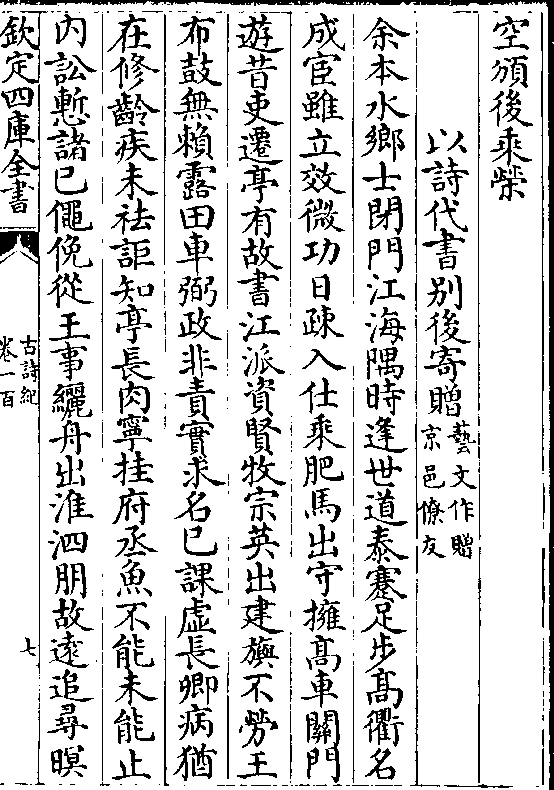 空頒後乘榮
以詩代書别後寄贈藝文作贈
京邑僚友
余本水鄉士閉門江海隅時逢世道泰蹇足步髙衢名
成宦雖立效微功日疎入仕乘肥馬出守擁髙車關門
遊昔吏遷亭有故書江派資賢牧宗英出建旟不勞王
布鼓無賴露田車弼政非責實求名已課虚長卿病猶
在修齡疾未祛詎知亭長肉寧挂府丞魚不能未能止
内訟慙諸已僶俛從王事纚舟出淮泗朋故逺追尋暝
欽定四庫全書
古詩紀
卷一百
七